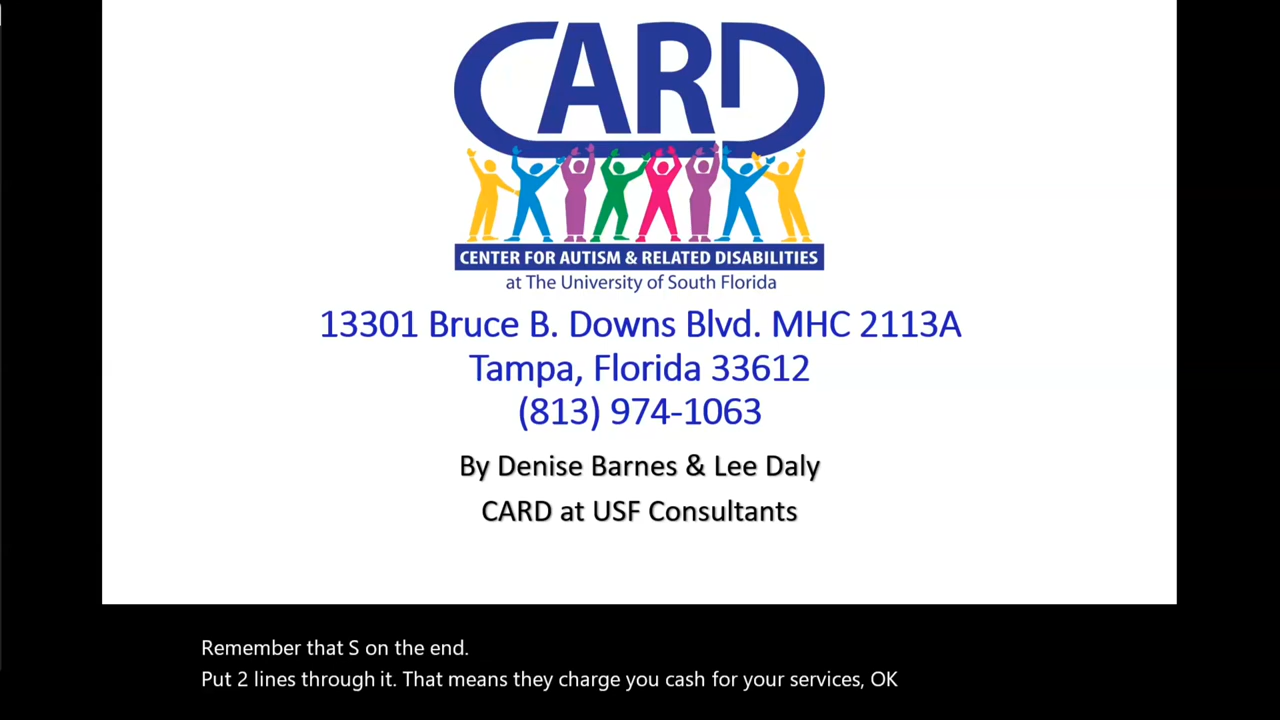 CARD
CENTER FOR AUTISM & RELATED DISABILITIES
at The University of South Florida
13301 Bruce B. Downs Blvd. MHC 2113A
Tampa, Florida 33612
(813) 974-1063
By Denise Barnes & Lee Daly
CARD at USF Consultants
Remember that S on the end.
Put 2 lines through it. That means they charge you cash for your services, OK